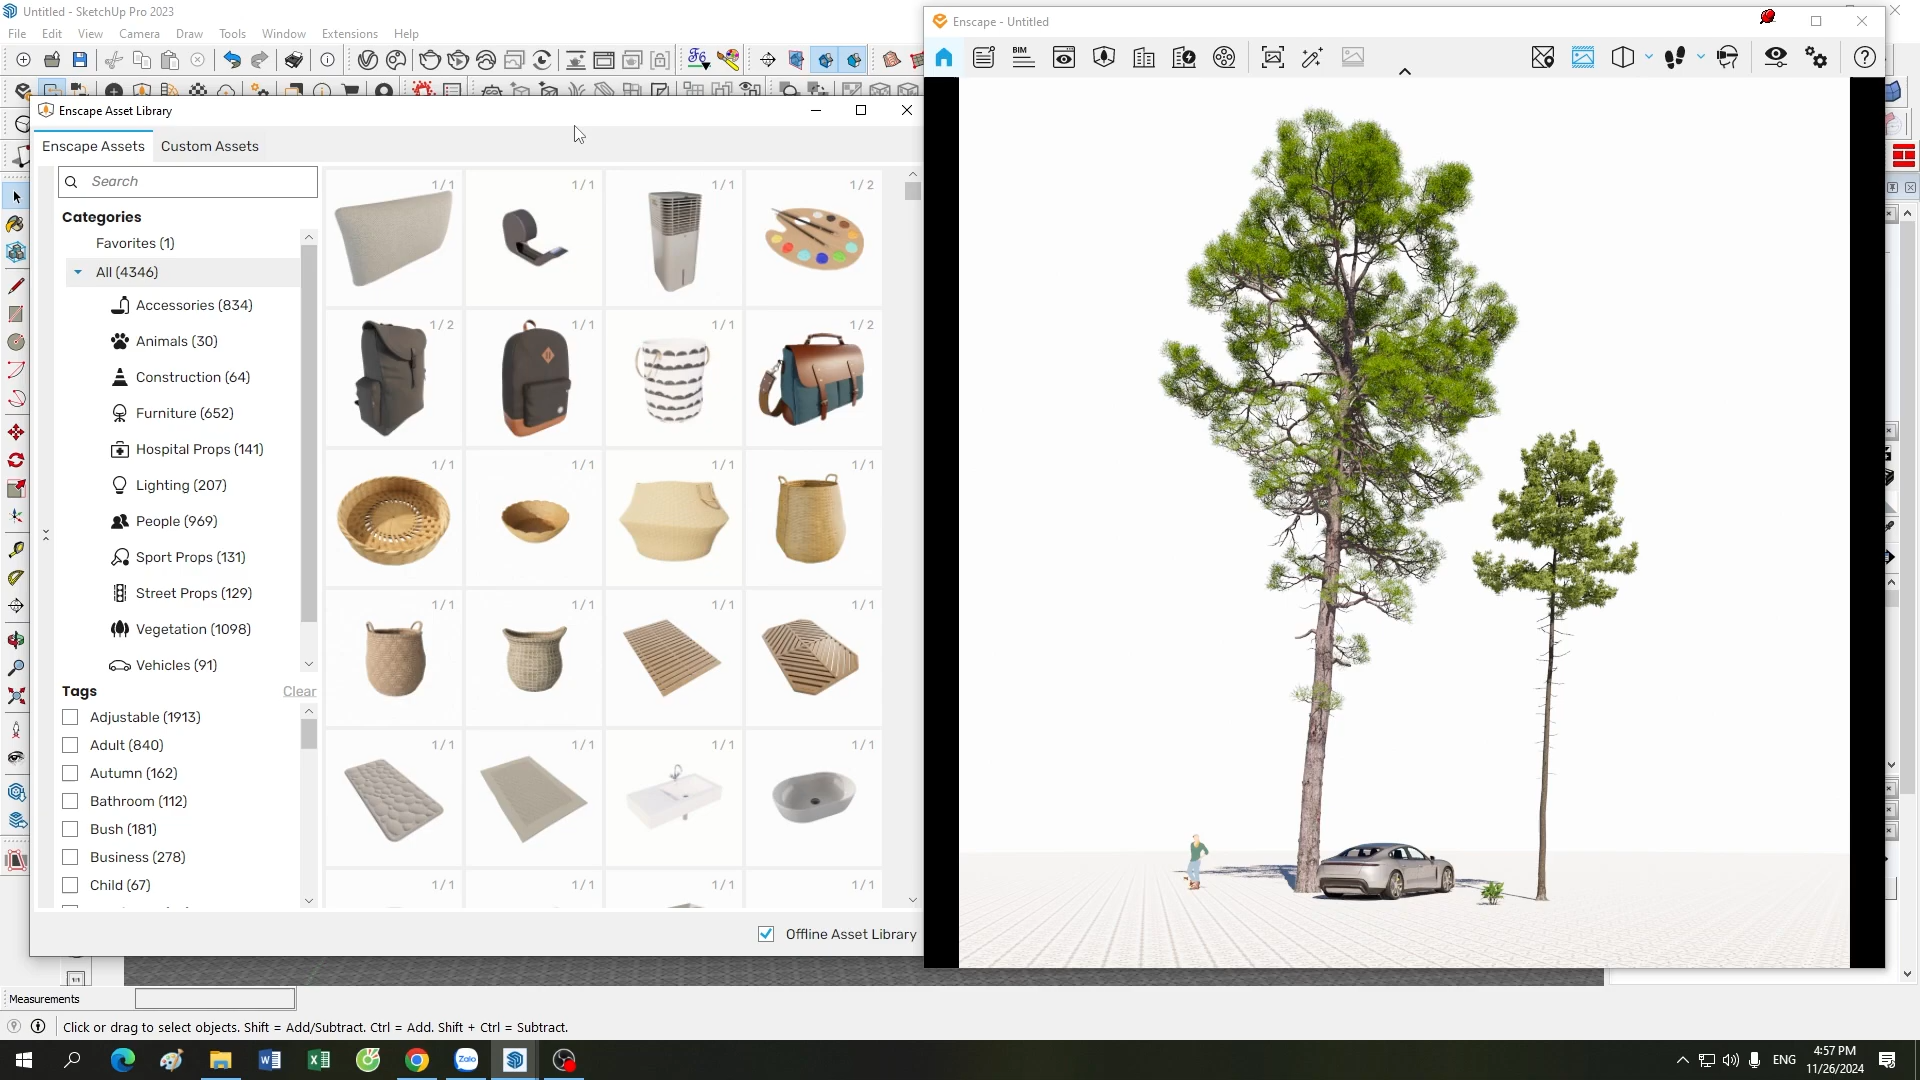 Untitled - SketchUp Pro 2023
File Edit View Camera Draw Tools Window Extensions Help
Enscape - Untitled
BIM
Enscape Asset Library
Enscape Assets Custom Assets
Search
Categories
Favorites (1)
All (4346)
Accessories (834)
Animals (30)
Construction (64)
Furniture (652)
Hospital Props (141)
Lighting (207)
People (969)
Sport Props (131)
Street Props (129)
Vegetation (1098)
Vehicles (91)
Tags Clear
Adjustable (1913)
Adult (840)
Autumn (162)
Bathroom (112)
Bush (181)
Business (278)
Child (67)
1 / 1 1 / 1 1 / 1 1 / 2
1 / 2 1 / 1 1 / 1 1 / 2
1 / 1 1 / 1 1 / 1 1 / 1
1 / 1 1 / 1 1 / 1 1 / 1
1 / 1 1 / 1 1 / 1 1 / 1
1 / 1 1 / 1 1 / 1 1 / 1
Offline Asset Library
Measurements
Click or drag to select objects. Shift = Add/Subtract. Ctrl = Add. Shift + Ctrl = Subtract.
Zalo
ENG
4:57 PM
11/26/2024